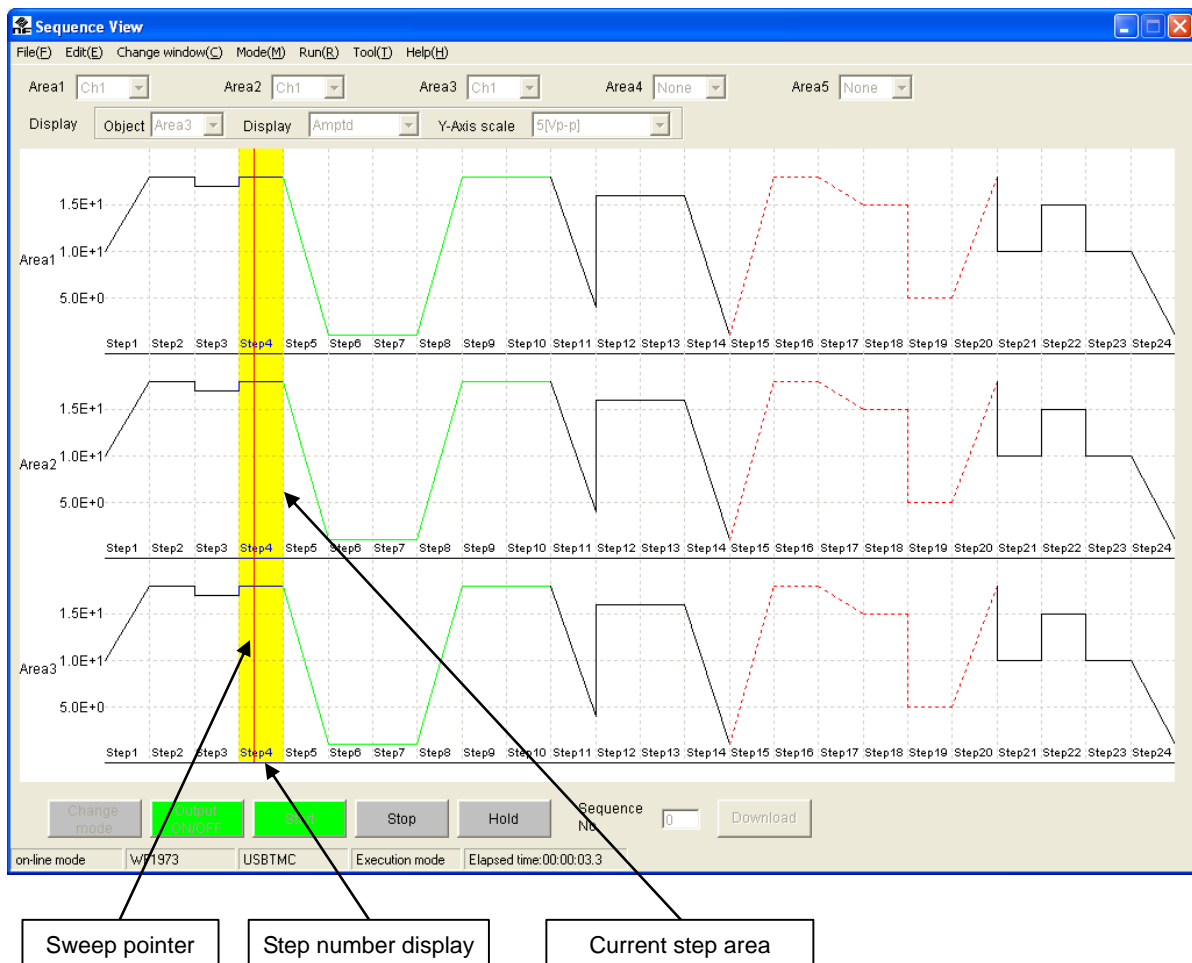 Sequence View
File(F) Edit(E) Change window(C) Mode(M) Run(R) Tool(T) Help(H)
Area1 Ch1 Area2 Ch1 Area3 Ch1 Area4 None Area5 None
Display Object Area3 Display Amptd Y-Axis scale 5[Vp-p]
1.5E+1
Area1 1.0E+1
5.0E+0
Step1 Step2 Step3 Step4 Step5 Step6 Step7 Step8 Step9 Step10 Step11 Step12 Step13 Step14 Step15 Step16 Step17 Step18 Step19 Step20 Step21 Step22 Step23 Step24
1.5E+1
Area2 1.0E+1
5.0E+0
Step1 Step2 Step3 Step4 Step5 Step6 Step7 Step8 Step9 Step10 Step11 Step12 Step13 Step14 Step15 Step16 Step17 Step18 Step19 Step20 Step21 Step22 Step23 Step24
1.5E+1
Area3 1.0E+1
5.0E+0
Step1 Step2 Step3 Step4 Step5 Step6 Step7 Step8 Step9 Step10 Step11 Step12 Step13 Step14 Step15 Step16 Step17 Step18 Step19 Step20 Step21 Step22 Step23 Step24
Change mode Output ON/OFF Start Stop Hold Sequence No 0 Download
on-line mode WF1973 USBTMC Execution mode Elapsed time:00:00:03.3
Sweep pointer Step number display Current step area